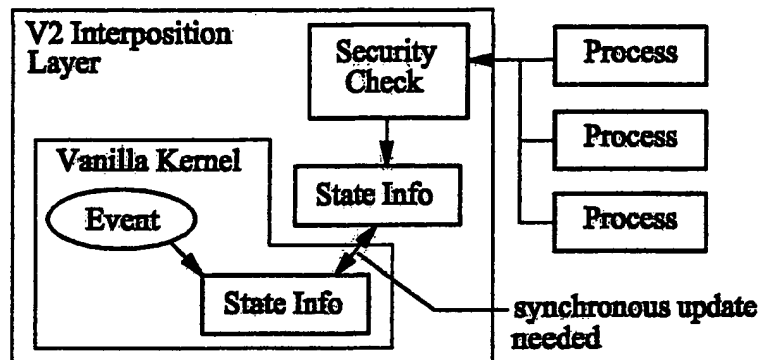 V2 Interposition
Layer
Security
Check
Process
Process
Process
Vanilla Kernel
State Info
Event
State Info
synchronous update
needed